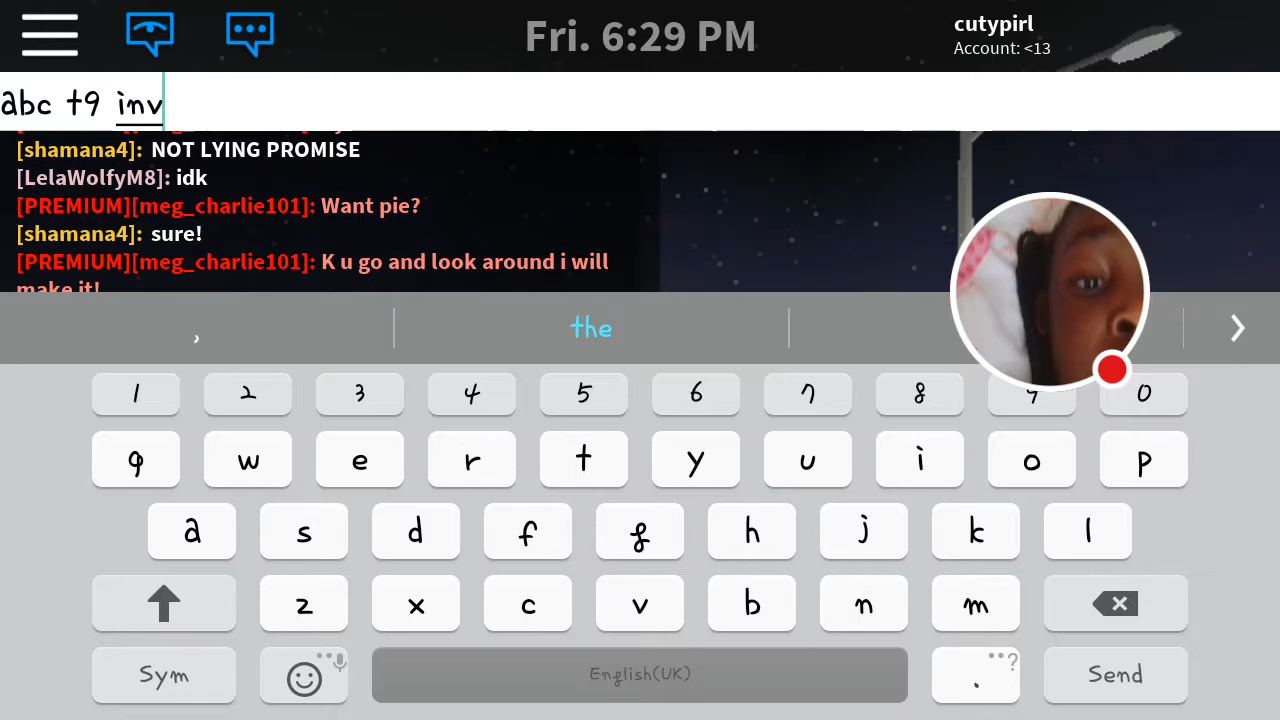 Fri. 6:29 PM
cutypirl
Account: <13
abc t9 inv
[shamana4]: NOT LYING PROMISE
[LelaWolfyM8]: idk
[PREMIUM][meg_charlie101]: Want pie?
[shamana4]: sure!
[PREMIUM][meg_charlie101]: K u go and look around i will
make it!
, the
1 2 3 4 5 6 7 8 9 0
q w e r t y u i o p
a s d f g h j k l
z x c v b n m
Sym English(UK) . ? Send